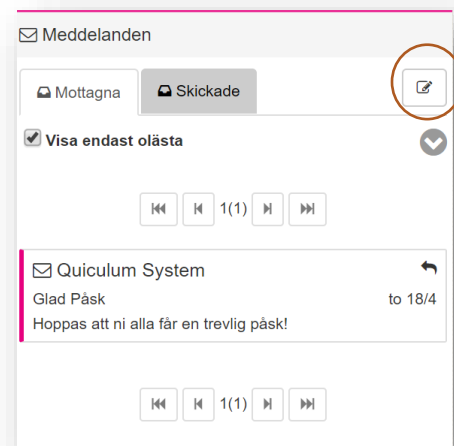 Meddelanden
Mottagna
Skickade
Visa endast olästa
1(1)
Quiculum System
Glad Påsk
to 18/4
Hoppas att ni alla får en trevlig påsk!
1(1)